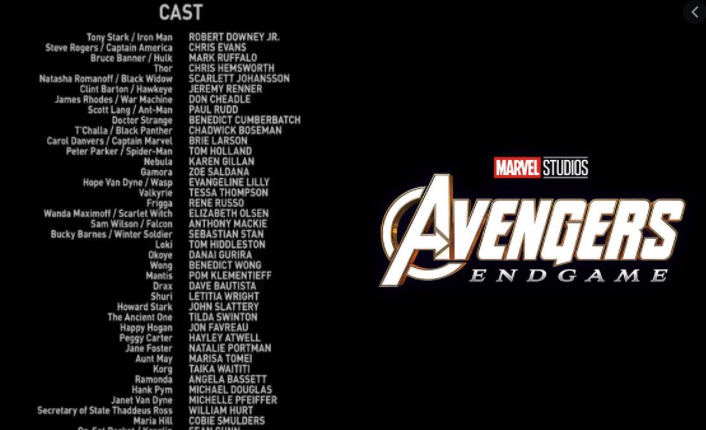 CAST
Tony Stark / Iron Man ROBERT DOWNEY JR.
Steve Rogers / Captain America CHRIS EVANS
Bruce Banner / Hulk MARK RUFFALO
Thor CHRIS HEMSWORTH
Natasha Romanoff / Black Widow SCARLETT JOHANSSON
Clint Barton / Hawkeye JEREMY RENNER
James Rhodes / War Machine DON CHEADLE
Scott Lang / Ant-Man PAUL RUDD
Doctor Strange BENEDICT CUMBERBATCH
T'Challa / Black Panther CHADWICK BOSEMAN
Carol Danvers / Captain Marvel BRIE LARSON
Peter Parker / Spider-Man TOM HOLLAND
Nebula KAREN GILLAN
Gamora ZOE SALDANA
Hope Van Dyne / Wasp EVANGELINE LILLY
Valkyrie TESSA THOMPSON
Frigga RENE RUSSO
Wanda Maximoff / Scarlet Witch ELIZABETH OLSEN
Sam Wilson / Falcon ANTHONY MACKIE
Bucky Barnes / Winter Soldier SEBASTIAN STAN
Loki TOM HIDDLESTON
Okoye DANAI GURIRA
Wong BENEDICT WONG
Mantis POM KLEMENTIEFF
Drax DAVE BAUTISTA
Shuri LETITIA WRIGHT
Howard Stark JOHN SLATTERY
The Ancient One TILDA SWINTON
Happy Hogan JON FAVREAU
Peggy Carter HAYLEY ATWELL
Jane Foster NATALIE PORTMAN
Aunt May MARISA TOMEI
Korg TAIKA WAITITI
Ramonda ANGELA BASSETT
Hank Pym MICHAEL DOUGLAS
Janet Van Dyne MICHELLE PFEIFFER
Secretary of State Thaddeus Ross WILLIAM HURT
Maria Hill COBIE SMULDERS
MARVEL STUDIOS
AVENGERS
ENDGAME